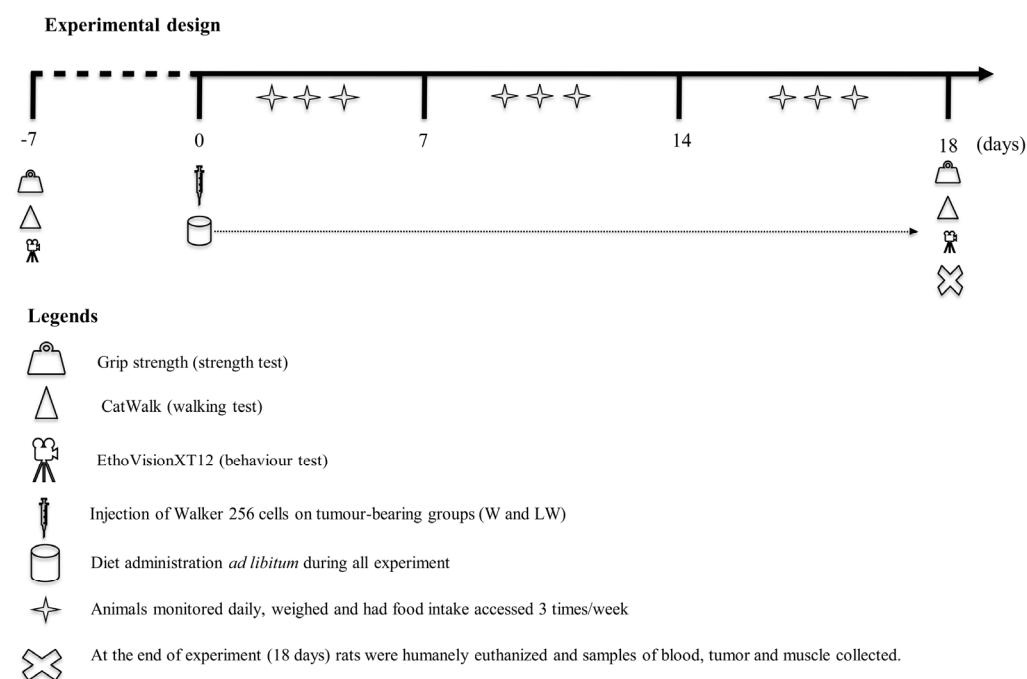 Experimental design
-7
0
7
14
18 (days)
Legends
Grip strength (strength test)
CatWalk (walking test)
EthoVisionXT12 (behaviour test)
Injection of Walker 256 cells on tumour-bearing groups (W and LW)
Diet administration ad libitum during all experiment
Animals monitored daily, weighed and had food intake accessed 3 times/week
At the end of experiment (18 days) rats were humanely euthanized and samples of blood, tumor and muscle collected.